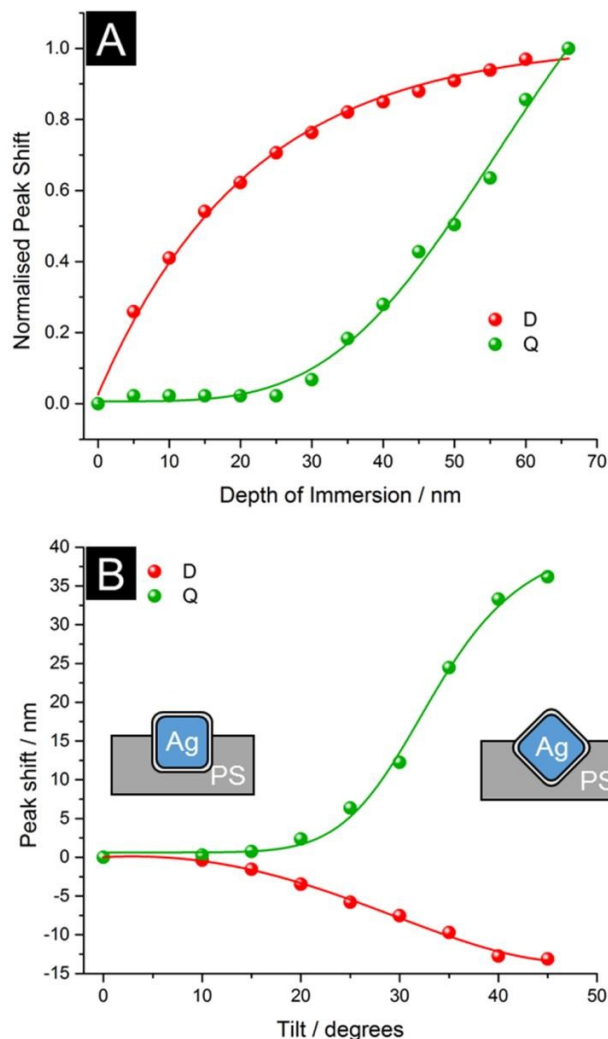 A
1.0
0.8
0.6
0.4
0.2
0.0
Normalised Peak Shift
D
Q
0 10 20 30 40 50 60 70
Depth of Immersion / nm
B
D
Q
40
35
30
25
20
15
10
5
0
-5
-10
-15
Peak shift / nm
Ag
PS
Ag
PS
0 10 20 30 40 50
Tilt / degrees